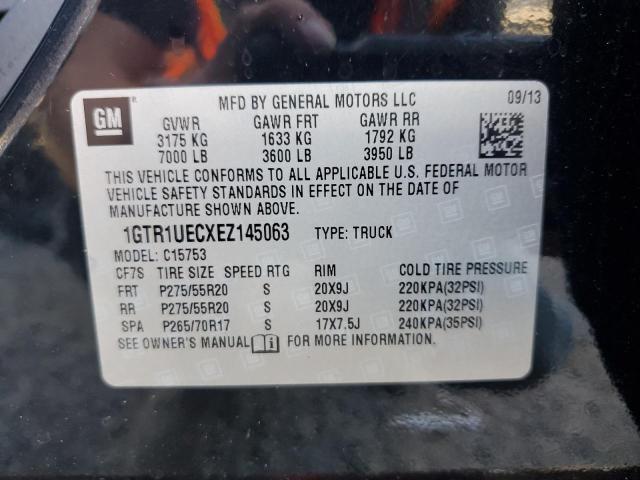 MFD BY GENERAL MOTORS LLC 09/13
GM
GVWR GAWR FRT GAWR RR
3175 KG 1633 KG 1792 KG
7000 LB 3600 LB 3950 LB
THIS VEHICLE CONFORMS TO ALL APPLICABLE U.S. FEDERAL MOTOR
VEHICLE SAFETY STANDARDS IN EFFECT ON THE DATE OF
MANUFACTURE SHOWN ABOVE.
1GTR1UECXEZ145063 TYPE: TRUCK
MODEL: C15753
CF7S TIRE SIZE SPEED RTG RIM COLD TIRE PRESSURE
FRT P275/55R20 S 20X9J 220KPA(32PSI)
RR P275/55R20 S 20X9J 220KPA(32PSI)
SPA P265/70R17 S 17X7.5J 240KPA(35PSI)
SEE OWNER'S MANUAL FOR MORE INFORMATION.